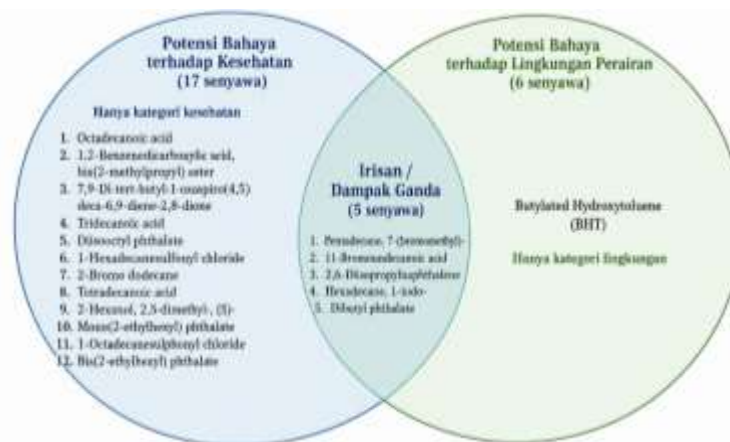 Potensi Bahaya
terhadap Kesehatan
(17 senyawa)
Hanya kategori kesehatan
1. Octadecanoic acid
2. 1,2-Benzenedicarboxylic acid,
bis(2-methylpropyl) ester
3. 7,9-Di-tert-butyl-1-oxaspiro(4,5)
deca-6,9-diene-2,8-dione
4. Tridecanoic acid
5. Diisooctyl phthalate
6. 1-Hexadecanesulfonyl chloride
7. 2-Bromo dodecane
8. Tetradecanoic acid
9. 2-Hexanol, 2,5-dimethyl-, (S)-
10. Mono(2-ethylhexyl) phthalate
11. 1-Octadecanesulphonyl chloride
12. Bis(2-ethylhexyl) phthalate
Irisan /
Dampak Ganda
(5 senyawa)
1. Pentadecane, 7-(bromomethyl)-
2. 11-Bromoundecanoic acid
3. 2,6-Diisopropylnaphthalene
4. Hexadecane, 1-iodo-
5. Dibutyl phthalate
Potensi Bahaya
terhadap Lingkungan Perairan
(6 senyawa)
Butylated Hydroxytoluene
(BHT)
Hanya kategori lingkungan